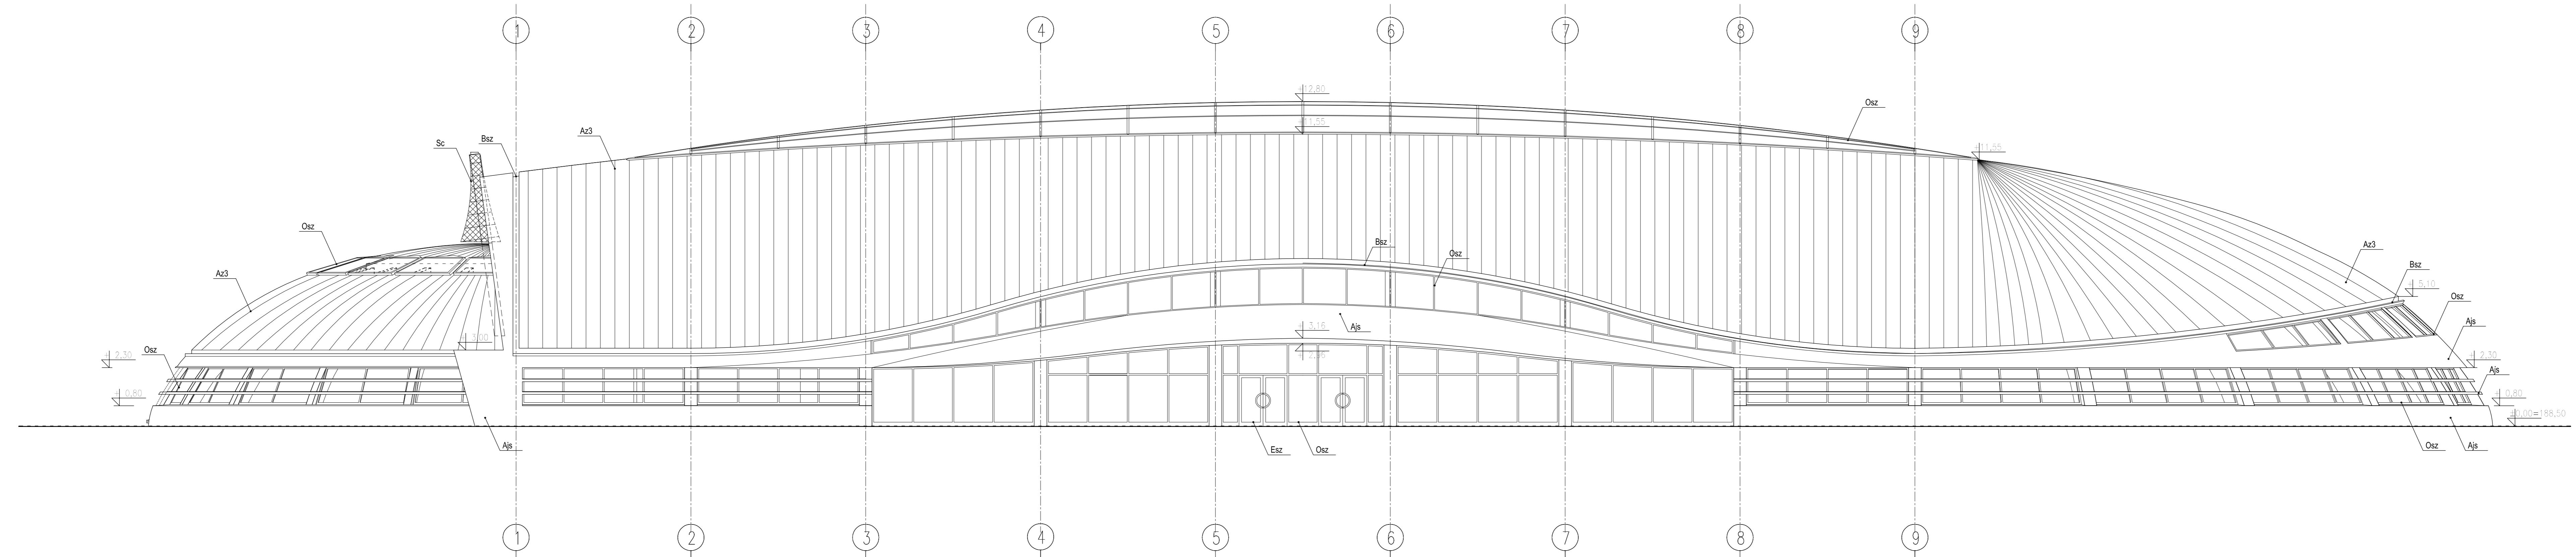 1 2 3 4 5 6 7 8 9
+12,80
Osz
+11,55
Az3
Bsz
Sc
+11,55
Osz
Bsz
Az3
Osz
Az3
Bsz
+ 5,10
Osz
+ 3,16
Ajs
Ajs
+ 3,00
Osz
+ 2,30
+ 2,30
Ajs
+ 0,80
+ 0,80
±0,00=188,50
Ajs
Esz
Osz
Osz
Ajs
1 2 3 4 5 6 7 8 9